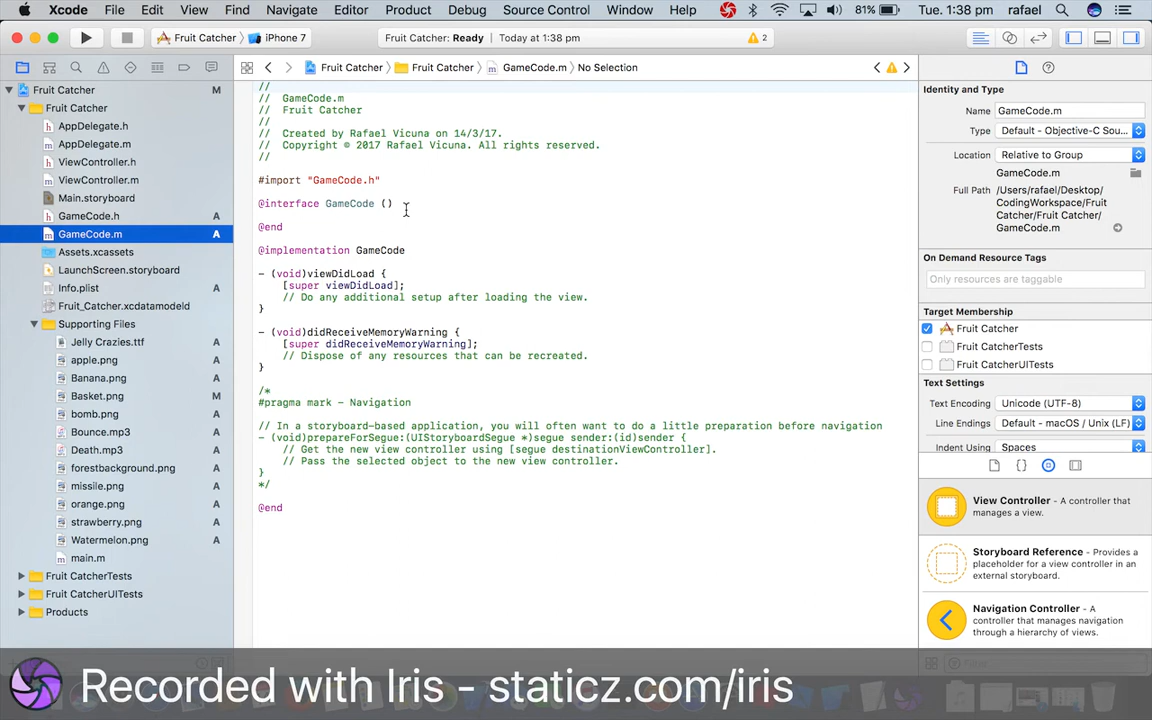 Xcode File Edit View Find Navigate Editor Product Debug Source Control Window Help 81% Tue. 1:38 pm rafael
Fruit Catcher iPhone 7 Fruit Catcher: Ready Today at 1:38 pm 2
Fruit Catcher Fruit Catcher GameCode.m No Selection
Fruit Catcher M
Fruit Catcher
AppDelegate.h
AppDelegate.m
ViewController.h
ViewController.m
Main.storyboard
GameCode.h A
GameCode.m A
Assets.xcassets
LaunchScreen.storyboard
Info.plist A
Fruit_Catcher.xcdatamodeld
Supporting Files
Jelly Crazies.ttf A
apple.png A
Banana.png A
Basket.png M
bomb.png A
Bounce.mp3 A
Death.mp3 A
forestbackground.png A
missile.png A
orange.png A
strawberry.png A
Watermelon.png A
main.m
Fruit CatcherTests
Fruit CatcherUITests
Products
//
// GameCode.m
// Fruit Catcher
//
// Created by Rafael Vicuna on 14/3/17.
// Copyright © 2017 Rafael Vicuna. All rights reserved.
//
#import "GameCode.h"
@interface GameCode ()
@end
@implementation GameCode
- (void)viewDidLoad {
[super viewDidLoad];
// Do any additional setup after loading the view.
}
- (void)didReceiveMemoryWarning {
[super didReceiveMemoryWarning];
// Dispose of any resources that can be recreated.
}
/*
#pragma mark - Navigation
// In a storyboard-based application, you will often want to do a little preparation before navigation
- (void)prepareForSegue:(UIStoryboardSegue *)segue sender:(id)sender {
// Get the new view controller using [segue destinationViewController].
// Pass the selected object to the new view controller.
}
*/
@end
Identity and Type
Name GameCode.m
Type Default - Objective-C Sou...
Location Relative to Group
GameCode.m
Full Path /Users/rafael/Desktop/
CodingWorkspace/Fruit
Catcher/Fruit Catcher/
GameCode.m
On Demand Resource Tags
Only resources are taggable
Target Membership
Fruit Catcher
Fruit CatcherTests
Fruit CatcherUITests
Text Settings
Text Encoding Unicode (UTF-8)
Line Endings Default - macOS / Unix (LF)
Indent Using Spaces
View Controller - A controller that
manages a view.
Storyboard Reference - Provides a
placeholder for a view controller in an
external storyboard.
Navigation Controller - A
controller that manages navigation
through a hierarchy of views.
Recorded with Iris - staticz.com/iris